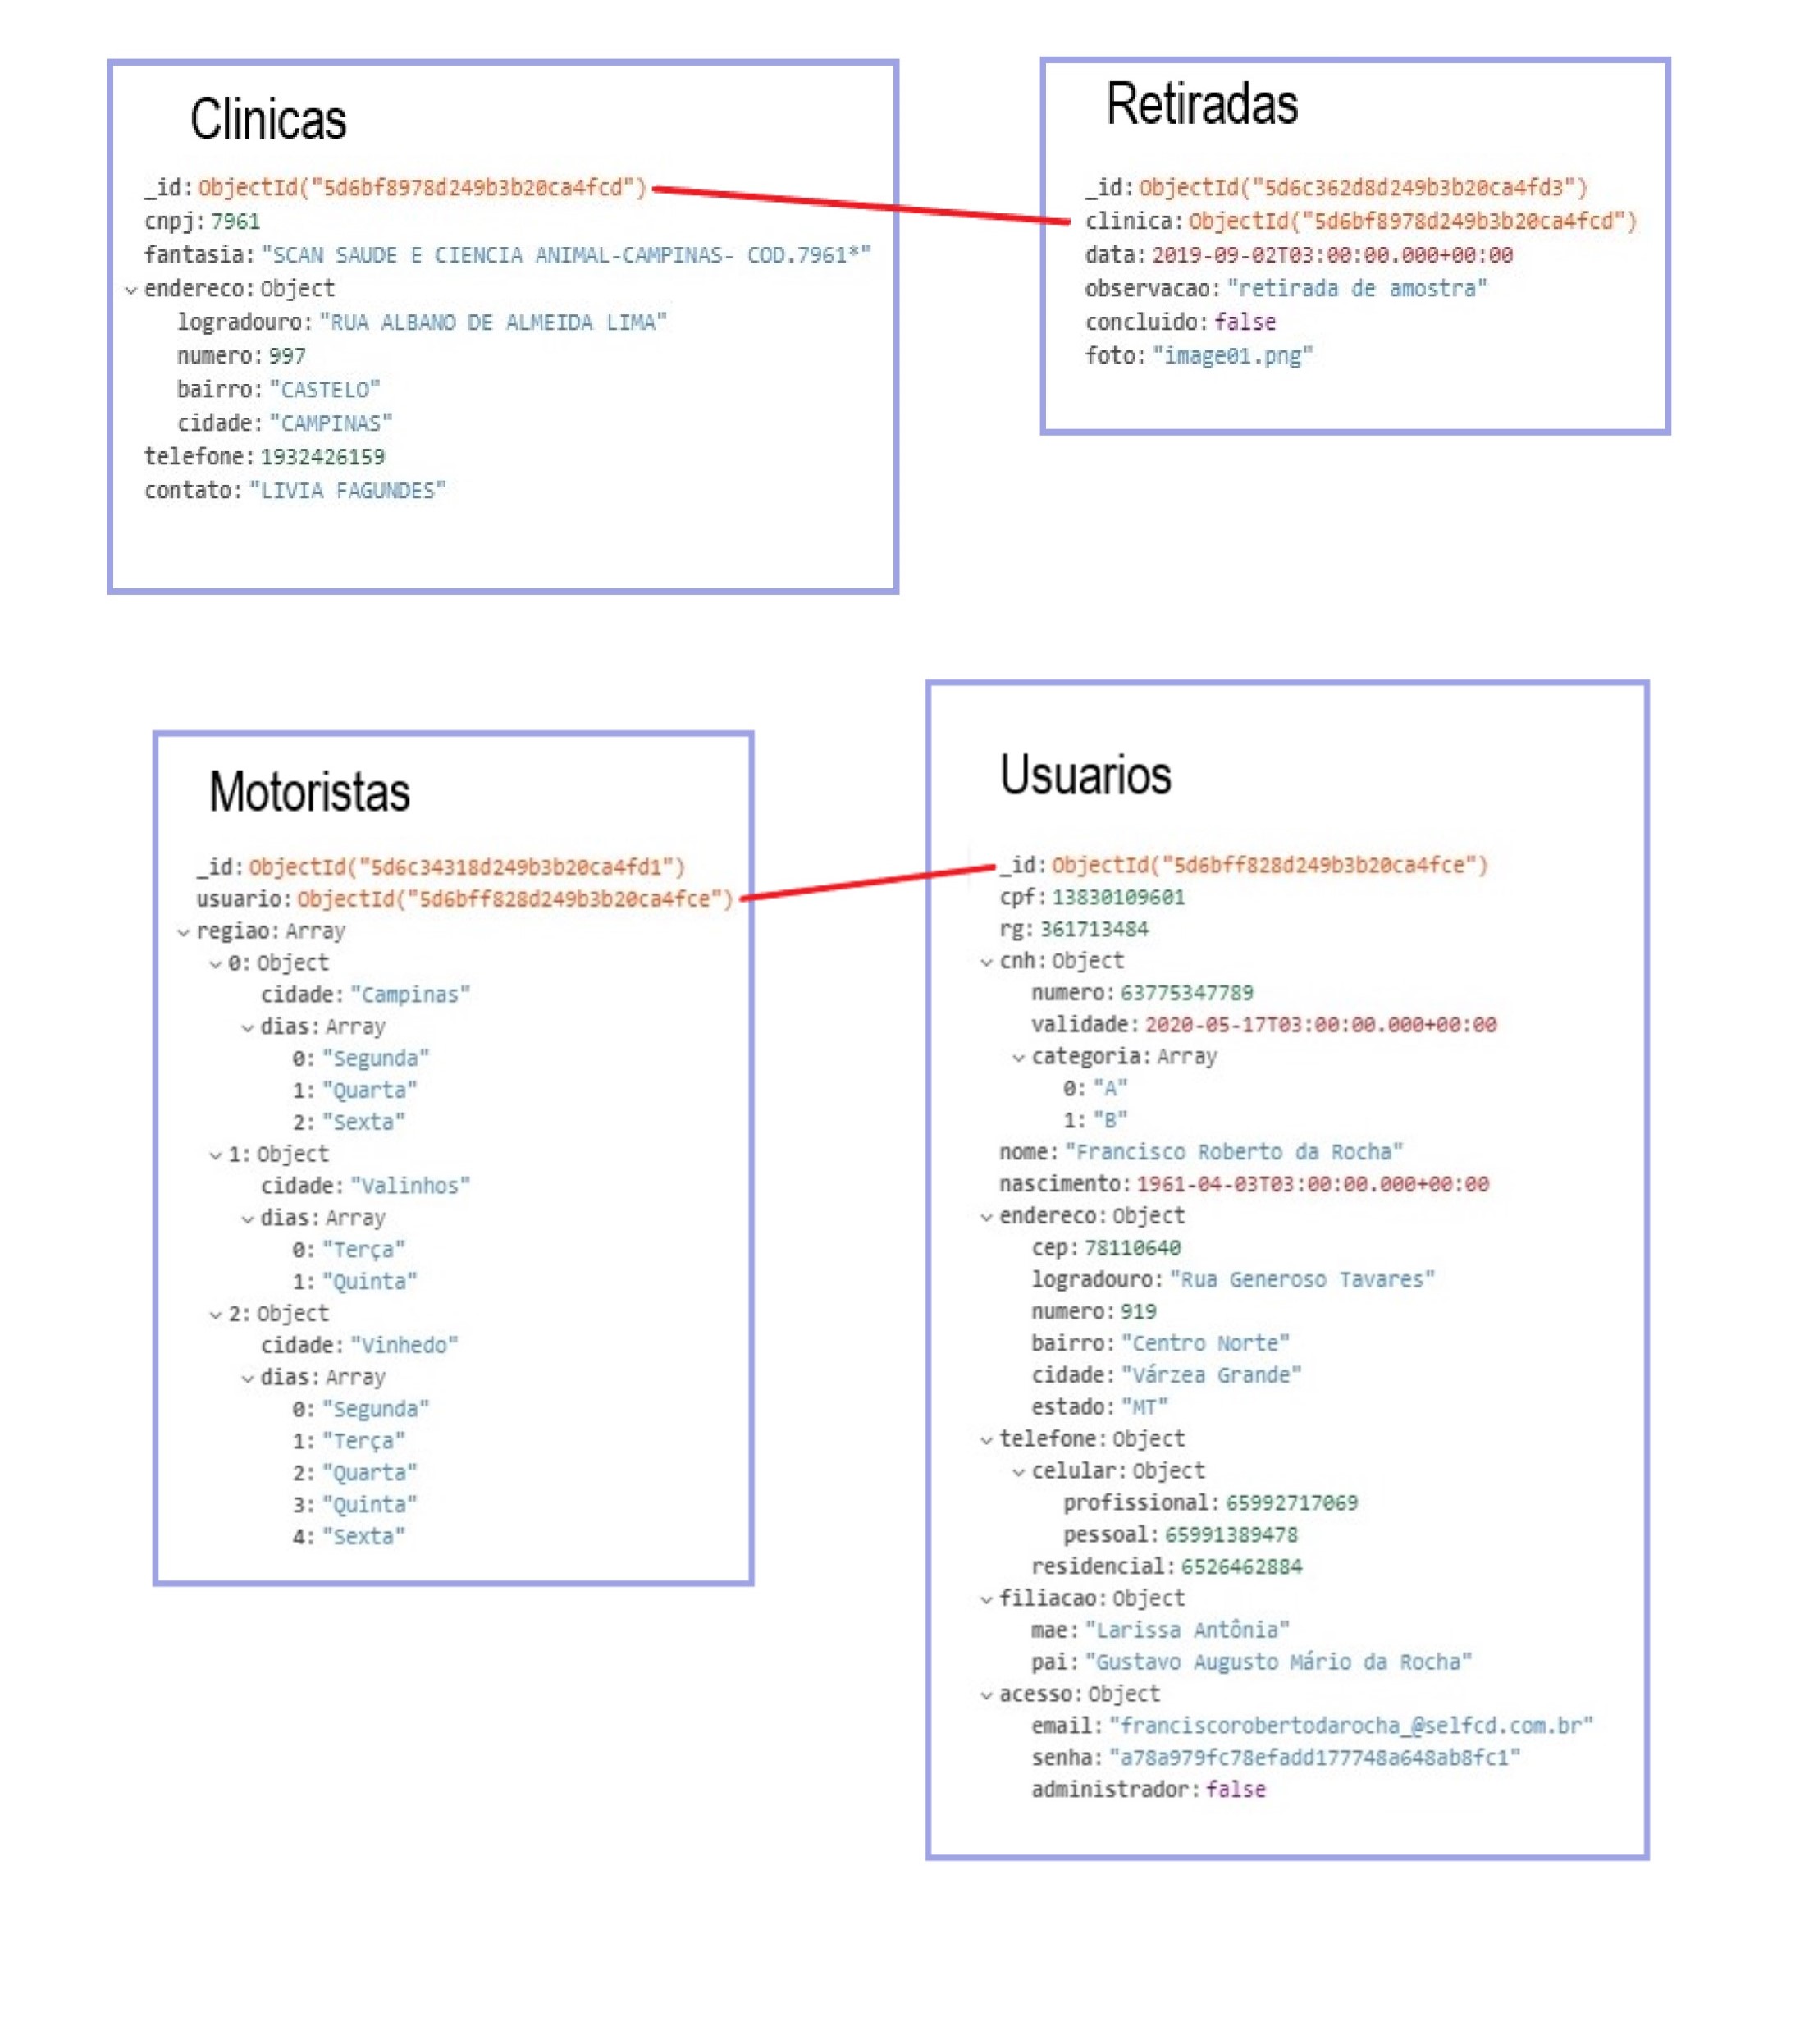 Clinicas
_id: ObjectId("5d6bf8978d249b3b20ca4fcd")
cnpj: 7961
fantasia: "SCAN SAUDE E CIENCIA ANIMAL-CAMPINAS- COD.7961*"
endereco: Object
logradouro: "RUA ALBANO DE ALMEIDA LIMA"
numero: 997
bairro: "CASTELO"
cidade: "CAMPINAS"
telefone: 1932426159
contato: "LIVIA FAGUNDES"
Retiradas
_id: ObjectId("5d6c362d8d249b3b20ca4fd3")
clinica: ObjectId("5d6bf8978d249b3b20ca4fcd")
data: 2019-09-02T03:00:00.000+00:00
observacao: "retirada de amostra"
concluido: false
foto: "image01.png"
Motoristas
_id: ObjectId("5d6c34318d249b3b20ca4fd1")
usuario: ObjectId("5d6bff828d249b3b20ca4fce")
regiao: Array
0: Object
cidade: "Campinas"
dias: Array
0: "Segunda"
1: "Quarta"
2: "Sexta"
1: Object
cidade: "Valinhos"
dias: Array
0: "Terça"
1: "Quinta"
2: Object
cidade: "Vinhedo"
dias: Array
0: "Segunda"
1: "Terça"
2: "Quarta"
3: "Quinta"
4: "Sexta"
Usuarios
_id: ObjectId("5d6bff828d249b3b20ca4fce")
cpf: 13830109601
rg: 361713484
cnh: Object
numero: 63775347789
validade: 2020-05-17T03:00:00.000+00:00
categoria: Array
0: "A"
1: "B"
nome: "Francisco Roberto da Rocha"
nascimento: 1961-04-03T03:00:00.000+00:00
endereco: Object
cep: 78110640
logradouro: "Rua Generoso Tavares"
numero: 919
bairro: "Centro Norte"
cidade: "Várzea Grande"
estado: "MT"
telefone: Object
celular: Object
profissional: 65992717069
pessoal: 65991389478
residencial: 6526462884
filiacao: Object
mae: "Larissa Antônia"
pai: "Gustavo Augusto Mário da Rocha"
acesso: Object
email: "franciscorobertodarocha_@selfcd.com.br"
senha: "a78a979fc78efadd177748a648ab8fc1"
administrador: false